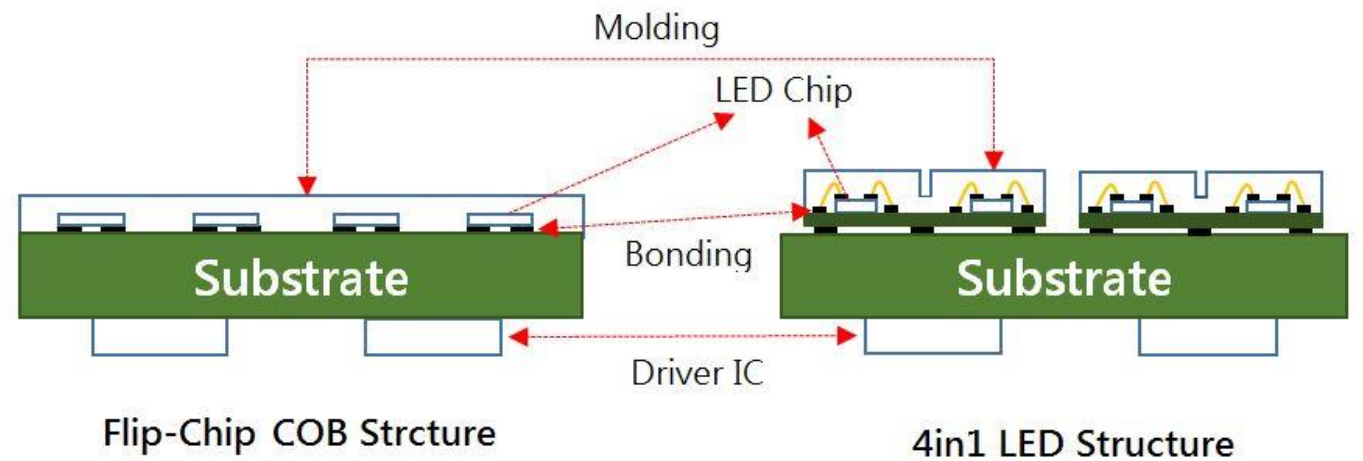 Molding
LED Chip
Bonding
Substrate
Substrate
Driver IC
Flip-Chip COB Strcture
4in1 LED Structure